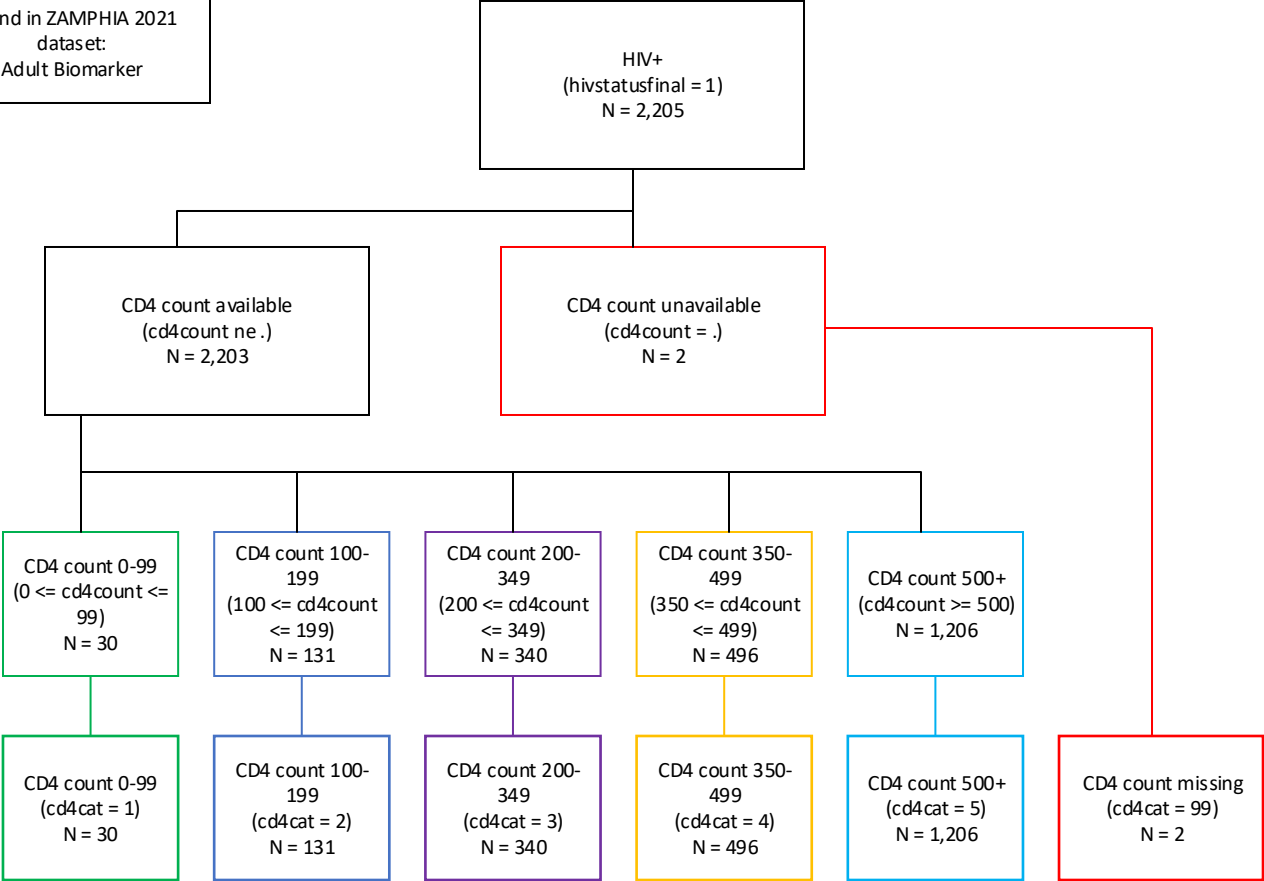 in ZAMPHIA 2021
dataset:
Adult Biomarker
HIV+
(hivstatusfinal = 1)
N = 2,205
CD4 count available
(cd4count ne .)
N = 2,203
CD4 count unavailable
(cd4count = .)
N = 2
CD4 count 0-99
(0 <= cd4count <=
99)
N = 30
CD4 count 100-
199
(100 <= cd4count
<= 199)
N = 131
CD4 count 200-
349
(200 <= cd4count
<= 349)
N = 340
CD4 count 350-
499
(350 <= cd4count
<= 499)
N = 496
CD4 count 500+
(cd4count >= 500)
N = 1,206
CD4 count 0-99
(cd4cat = 1)
N = 30
CD4 count 100-
199
(cd4cat = 2)
N = 131
CD4 count 200-
349
(cd4cat = 3)
N = 340
CD4 count 350-
499
(cd4cat = 4)
N = 496
CD4 count 500+
(cd4cat = 5)
N = 1,206
CD4 count missing
(cd4cat = 99)
N = 2